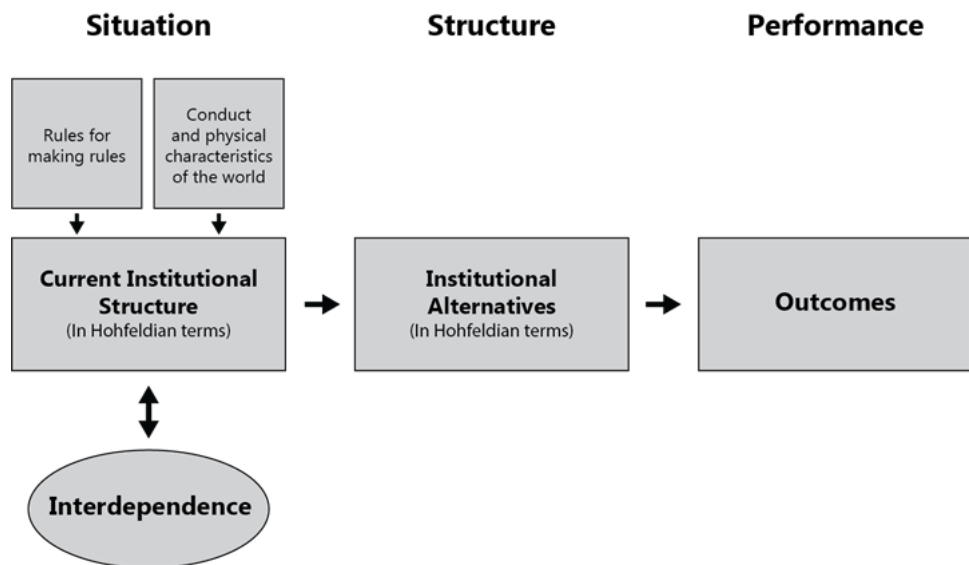 Situation
Structure
Performance
Rules for
making rules
Conduct
and physical
characteristics
of the world
Current Institutional
Structure
(In Hohfeldian terms)
Institutional
Alternatives
(In Hohfeldian terms)
Outcomes
Interdependence